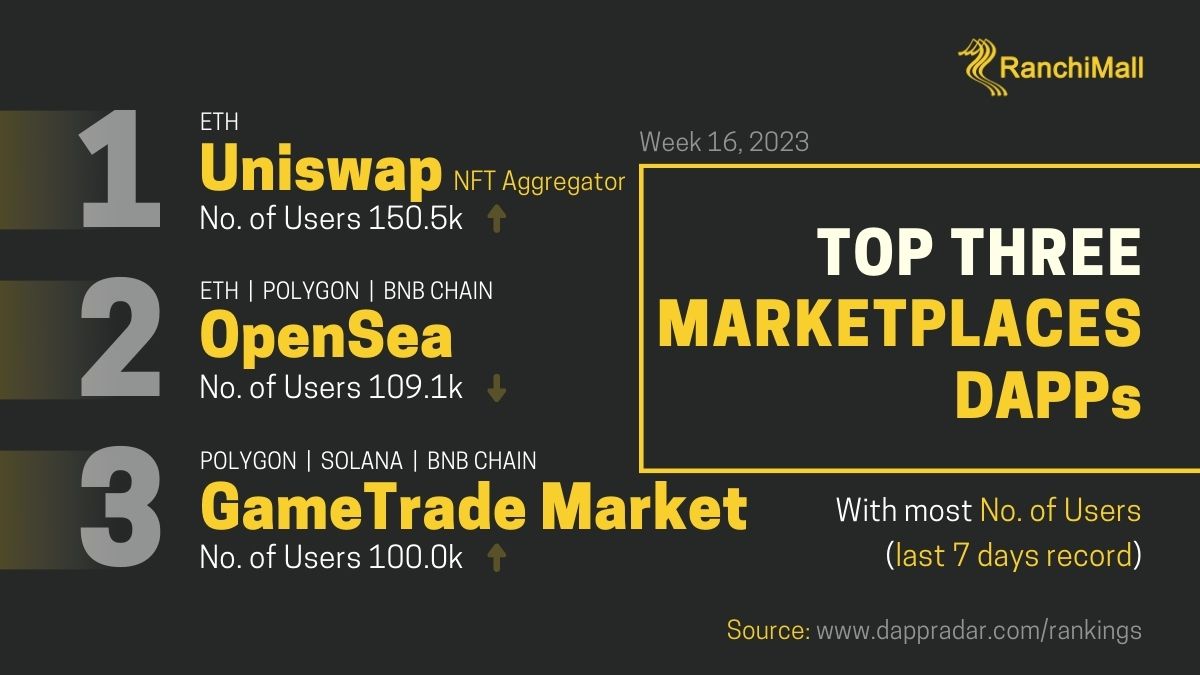 RanchiMall
1
ETH
Uniswap NFT Aggregator
No. of Users 150.5k
2
ETH | POLYGON | BNB CHAIN
OpenSea
No. of Users 109.1k
3
POLYGON | SOLANA | BNB CHAIN
GameTrade Market
No. of Users 100.0k
Week 16, 2023
TOP THREE
MARKETPLACES
DAPPs
With most No. of Users
(last 7 days record)
Source: www.dappradar.com/rankings